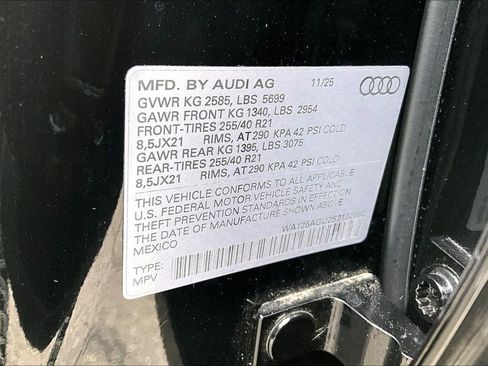 MFD. BY AUDI AG 11/25
GVWR KG 2585, LBS 5699
GAWR FRONT KG 1340, LBS 2954
FRONT-TIRES 255/40 R21
8,5JX21 RIMS, AT 290 KPA 42 PSI COLD
GAWR REAR KG 1395, LBS 3075
REAR-TIRES 255/40 R21
8,5JX21 RIMS, AT 290 KPA 42 PSI COLD
THIS VEHICLE CONFORMS TO ALL APPLICABLE
U.S. FEDERAL MOTOR VEHICLE SAFETY AND
THEFT PREVENTION STANDARDS IN EFFECT ON
THE DATE OF MANUFACTURE SHOWN ABOVE
MEXICO
TYPE:
MPV